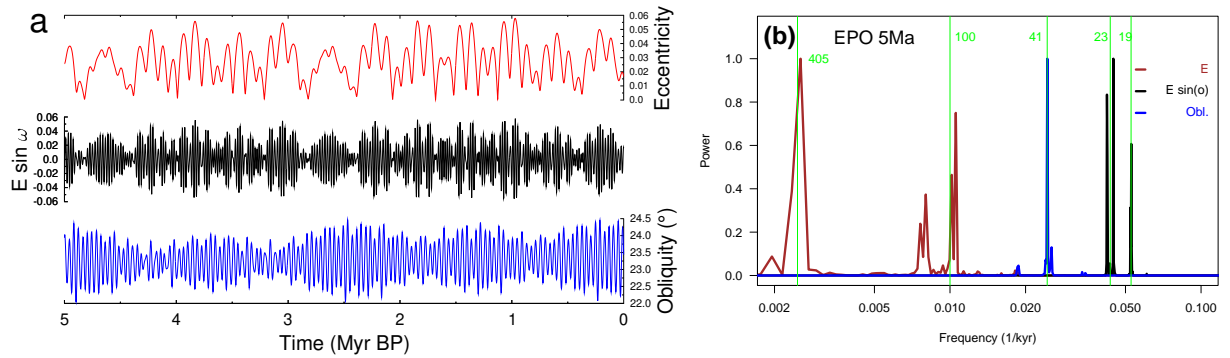 a
0.06
0.05
0.04
0.03
0.02
0.01
0.0
Eccentricity
0.06
0.04
0.02
0.0
-0.02
-0.04
-0.06
E sin ω
24.5
24.0
23.5
23.0
22.5
22.0
Obliquity (°)
5 4 3 2 1 0
Time (Myr BP)
(b) EPO 5Ma
405 100 41 23 19
E
E sin(o)
Obl.
1.0
0.8
0.6
0.4
0.2
0.0
Power
0.002 0.005 0.010 0.020 0.050 0.100
Frequency (1/kyr)